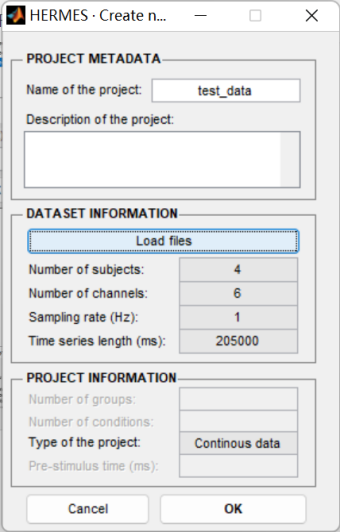 HERMES · Create n...
PROJECT METADATA
Name of the project: test_data
Description of the project:
DATASET INFORMATION
Load files
Number of subjects: 4
Number of channels: 6
Sampling rate (Hz): 1
Time series length (ms): 205000
PROJECT INFORMATION
Number of groups:
Number of conditions:
Type of the project: Continous data
Pre-stimulus time (ms):
Cancel OK